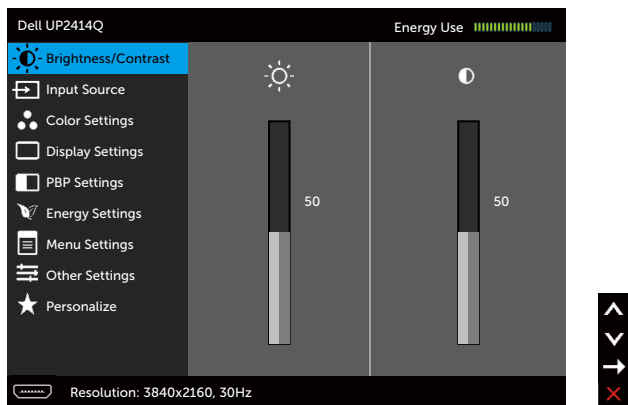 Dell UP2414Q
Energy Use
Brightness/Contrast
Input Source
Color Settings
Display Settings
PBP Settings
Energy Settings
Menu Settings
Other Settings
Personalize
50
50
Resolution: 3840x2160, 30Hz